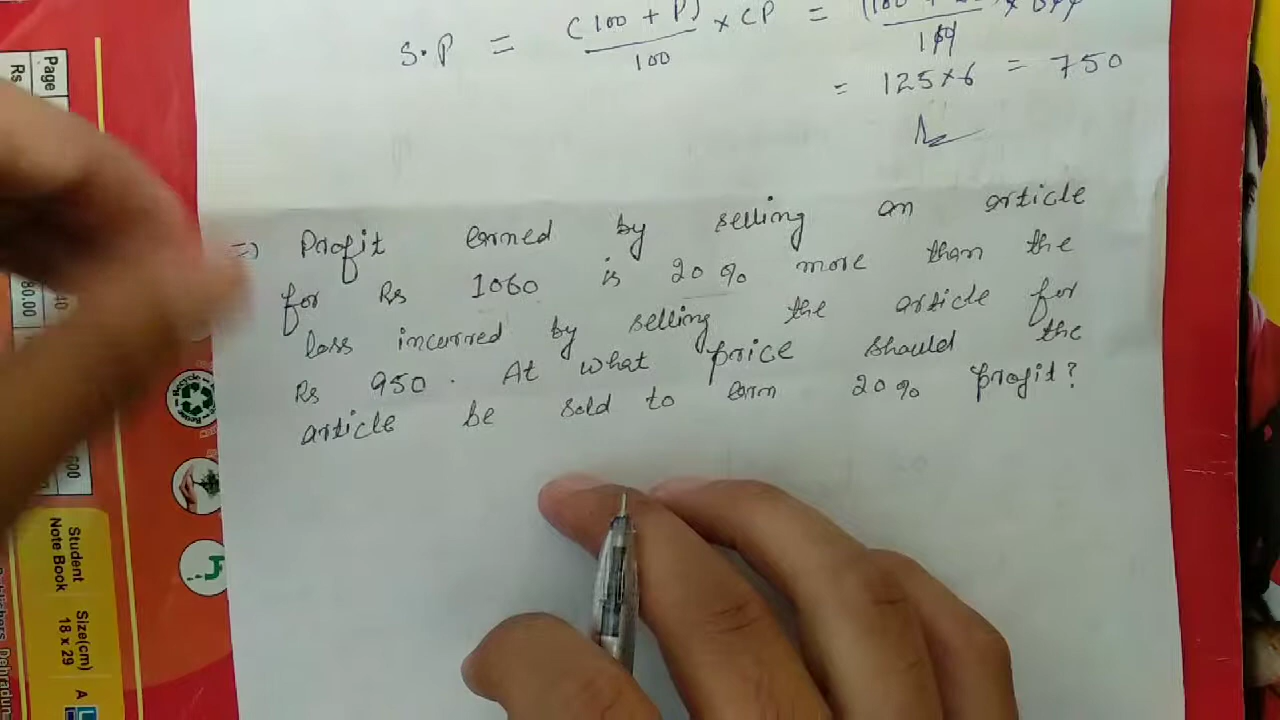 S.P = (100 + P) / 100 × CP =
= 125×6 = 750
⇒ Profit earned by selling an article
for Rs 1060 is 20% more than the
loss incurred by selling the article for
Rs 950. At what price should the
article be sold to earn 20% profit?
Page
Rs
Student
Note Book
Size(cm)
18 x 29
A